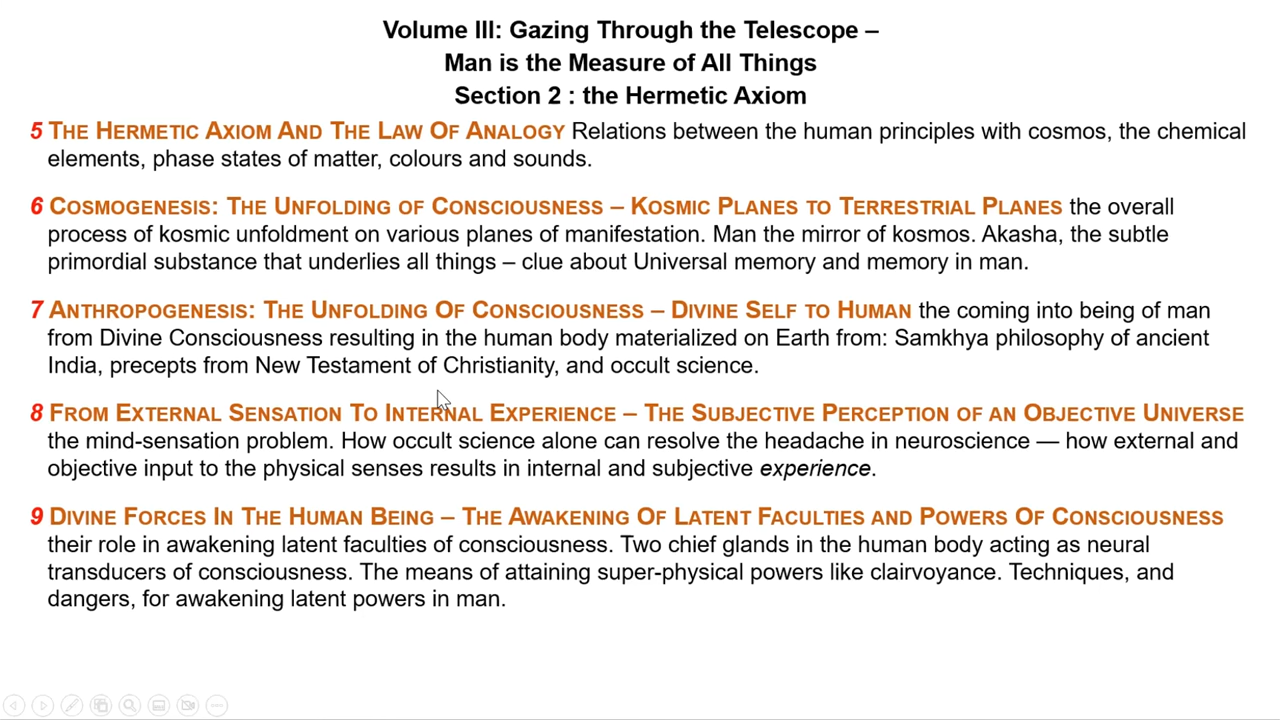 Volume III: Gazing Through the Telescope –
Man is the Measure of All Things
Section 2 : the Hermetic Axiom
5 The Hermetic Axiom And The Law Of Analogy Relations between the human principles with cosmos, the chemical
elements, phase states of matter, colours and sounds.
6 Cosmogenesis: The Unfolding of Consciousness – Kosmic Planes to Terrestrial Planes the overall
process of kosmic unfoldment on various planes of manifestation. Man the mirror of kosmos. Akasha, the subtle
primordial substance that underlies all things – clue about Universal memory and memory in man.
7 Anthropogenesis: The Unfolding Of Consciousness – Divine Self to Human the coming into being of man
from Divine Consciousness resulting in the human body materialized on Earth from: Samkhya philosophy of ancient
India, precepts from New Testament of Christianity, and occult science.
8 From External Sensation To Internal Experience – The Subjective Perception of an Objective Universe
the mind-sensation problem. How occult science alone can resolve the headache in neuroscience — how external and
objective input to the physical senses results in internal and subjective experience.
9 Divine Forces In The Human Being – The Awakening Of Latent Faculties and Powers Of Consciousness
their role in awakening latent faculties of consciousness. Two chief glands in the human body acting as neural
transducers of consciousness. The means of attaining super-physical powers like clairvoyance. Techniques, and
dangers, for awakening latent powers in man.